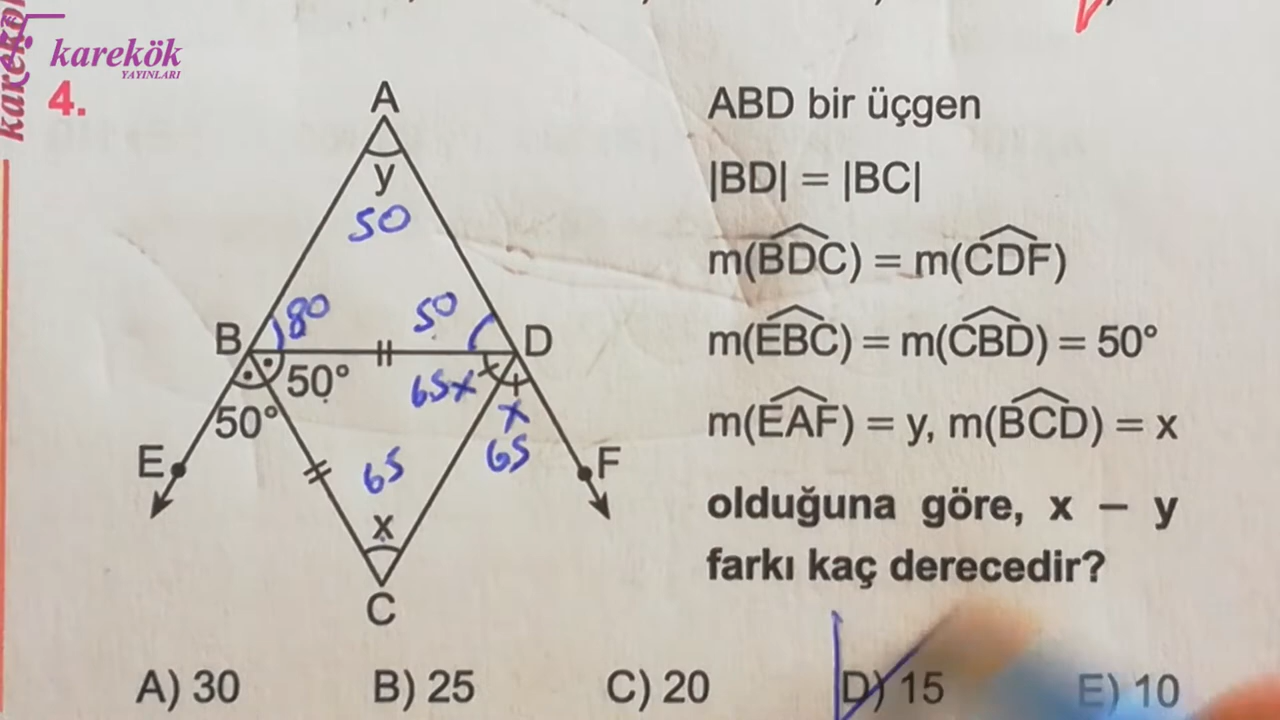 karekök
karekök
YAYINLARI
4.
A
y
50
B
80
50
D
50°
65x
x
50°
65
65
E
F
x
C
ABD bir üçgen
|BD| = |BC|
m(BDC) = m(CDF)
m(EBC) = m(CBD) = 50°
m(EAF) = y, m(BCD) = x
olduğuna göre, x – y
farkı kaç derecedir?
A) 30 B) 25 C) 20 D) 15 E) 10